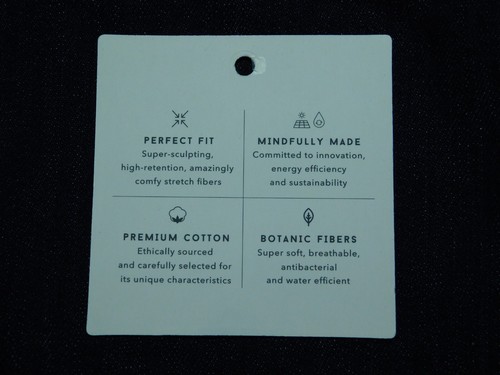 PERFECT FIT
Super-sculpting,
high-retention, amazingly
comfy stretch fibers
MINDFULLY MADE
Committed to innovation,
energy efficiency
and sustainability
PREMIUM COTTON
Ethically sourced
and carefully selected for
its unique characteristics
BOTANIC FIBERS
Super soft, breathable,
antibacterial
and water efficient